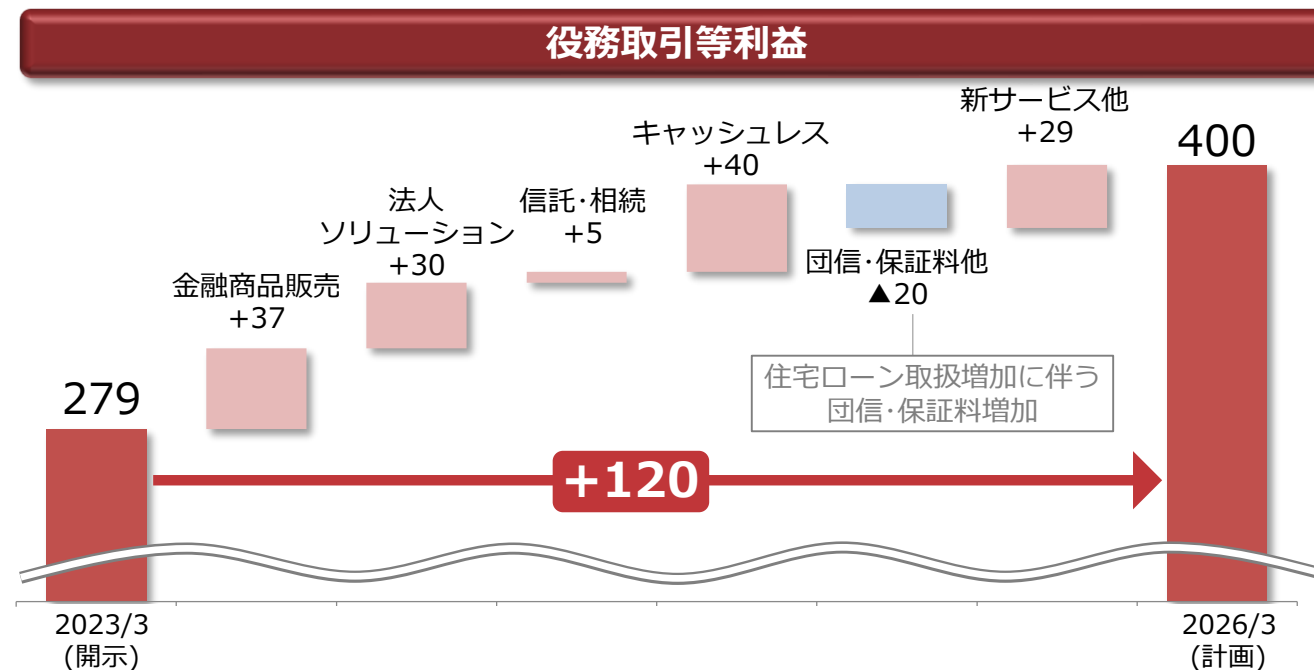 役務取引等利益
279
金融商品販売
+37
法人
ソリューション
+30
信託･相続
+5
キャッシュレス
+40
団信･保証料他
▲20
住宅ローン取扱増加に伴う
団信･保証料増加
新サービス他
+29
400
+120
2023/3
(開示)
2026/3
(計画)